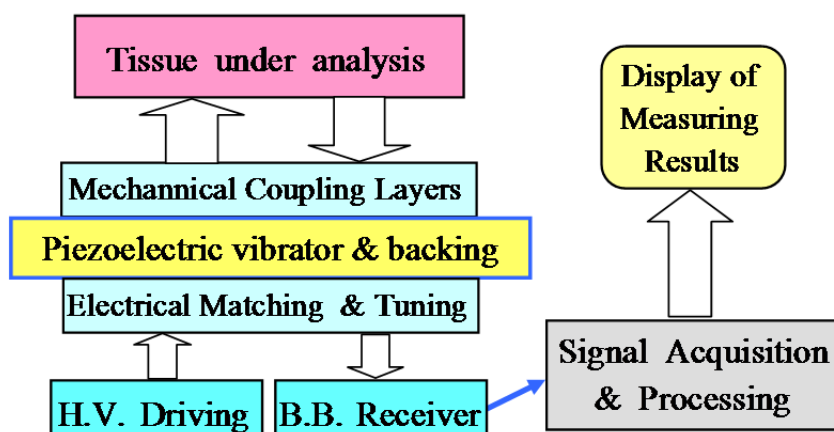 Tissue under analysis
Mechannical Coupling Layers
Piezoelectric vibrator & backing
Electrical Matching & Tuning
H.V. Driving
B.B. Receiver
Signal Acquisition
& Processing
Display of
Measuring
Results